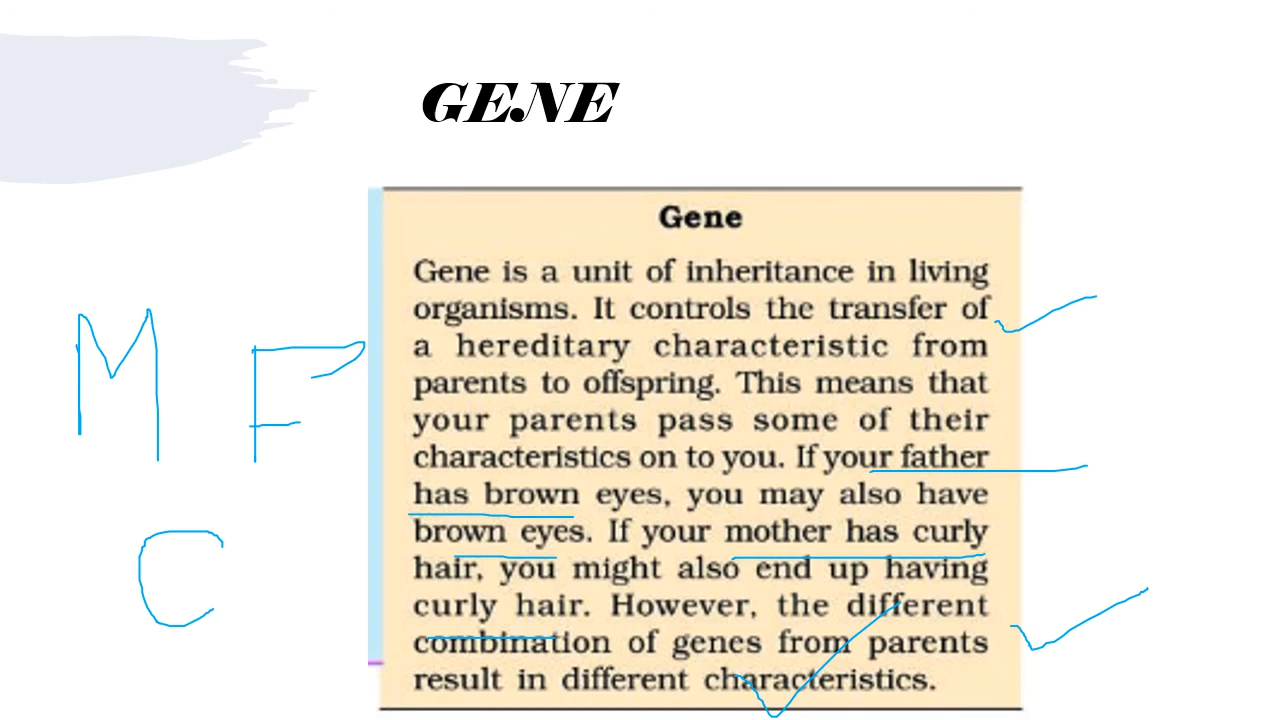 GENE
Gene
Gene is a unit of inheritance in living
organisms. It controls the transfer of
a hereditary characteristic from
parents to offspring. This means that
your parents pass some of their
characteristics on to you. If your father
has brown eyes, you may also have
brown eyes. If your mother has curly
hair, you might also end up having
curly hair. However, the different
combination of genes from parents
result in different characteristics.
M F
C